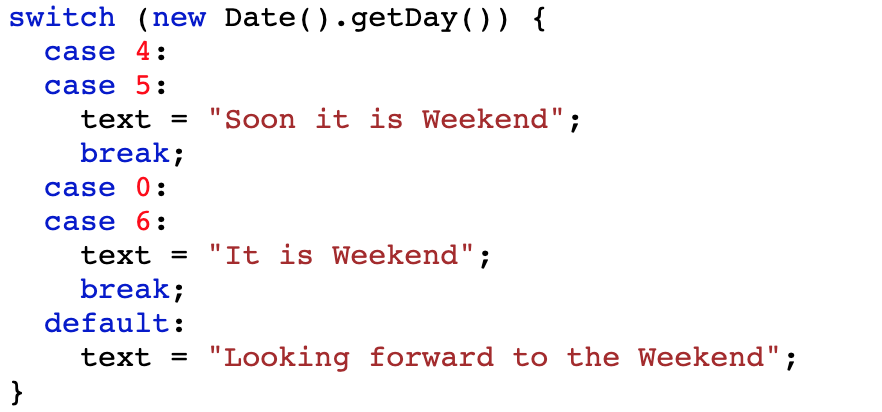 switch (new Date().getDay()) {
  case 4:
  case 5:
    text = "Soon it is Weekend";
    break;
  case 0:
  case 6:
    text = "It is Weekend";
    break;
  default:
    text = "Looking forward to the Weekend";
}